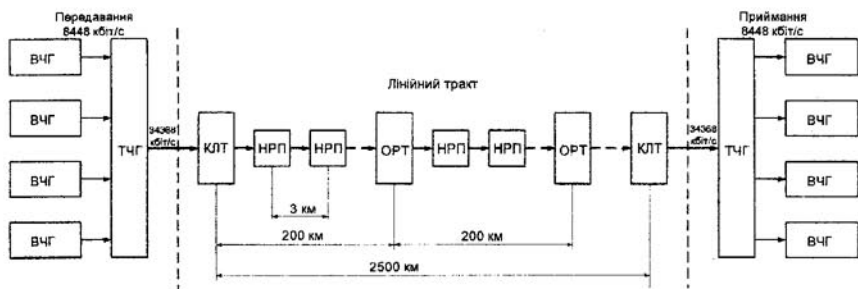 Передавання
8448 кбіт/с
Приймання
8448 кбіт/с
ВЧГ
ВЧГ
ВЧГ
ВЧГ
ТЧГ
34368
кбіт/с
Лінійний тракт
КЛТ
НРП
НРП
ОРТ
НРП
НРП
ОРТ
КЛТ
34368
кбіт/с
ТЧГ
ВЧГ
ВЧГ
ВЧГ
ВЧГ
3 км
200 км
200 км
2500 км